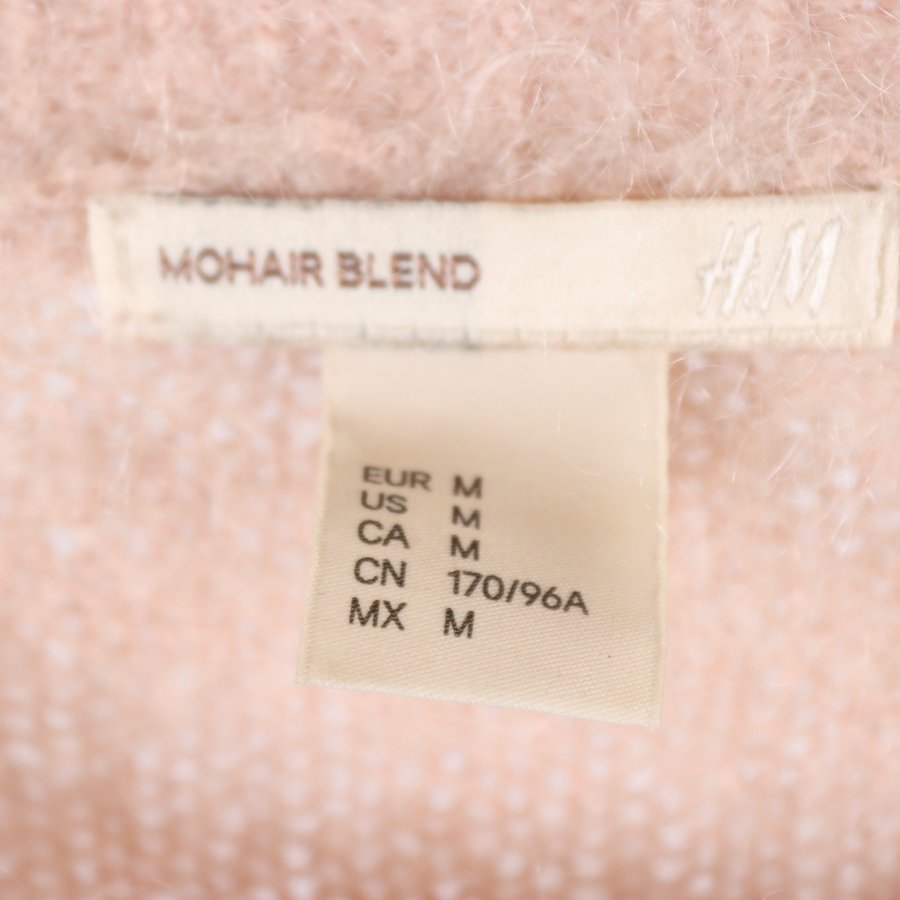 MOHAIR BLEND H&M
EUR M
US M
CA M
CN 170/96A
MX M